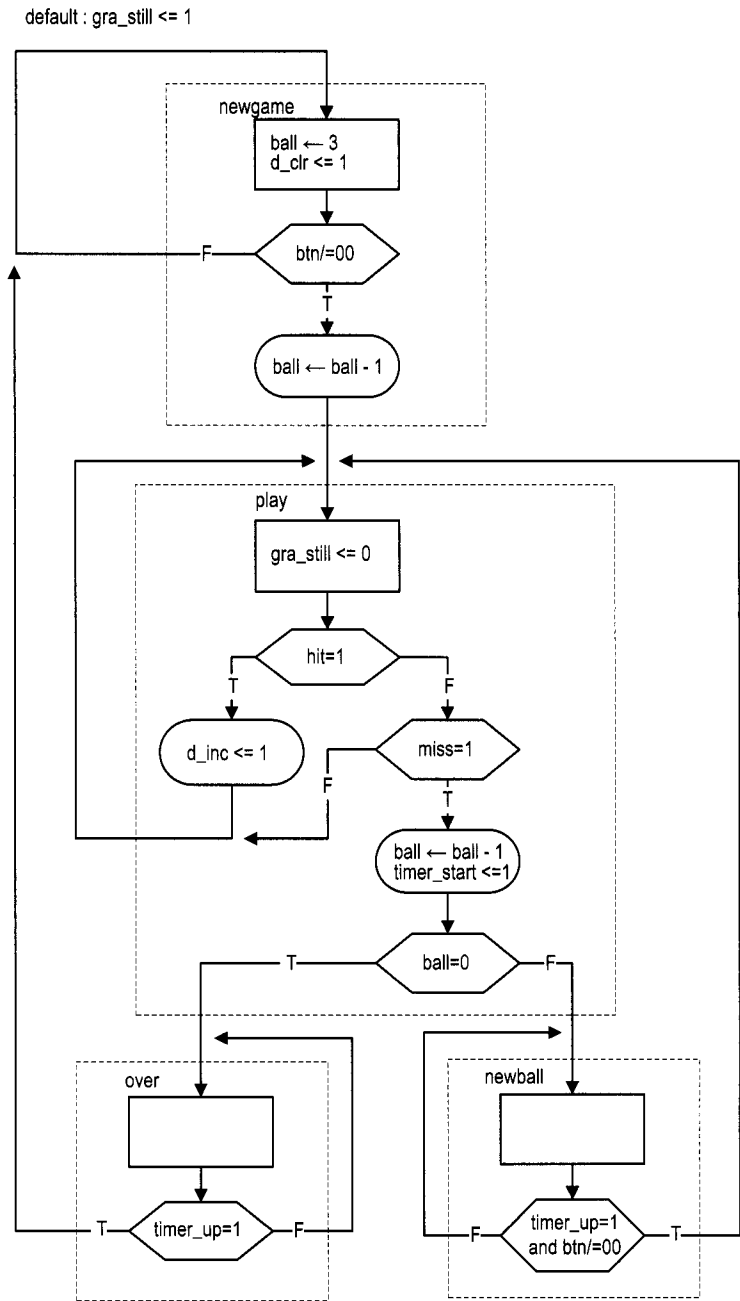 default : gra_still <= 1
newgame
ball ← 3
d_clr <= 1
F
btn/=00
T
ball ← ball - 1
play
gra_still <= 0
hit=1
T
F
d_inc <= 1
miss=1
F
T
ball ← ball - 1
timer_start <=1
T
ball=0
F
over
newball
T
timer_up=1
F
F
timer_up=1
and btn/=00
T